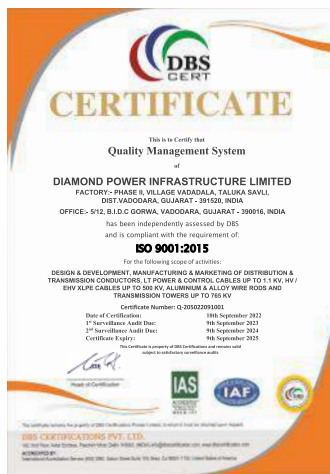 DBS
CERT
CERTIFICATE
This is to Certify that
Quality Management System
of
DIAMOND POWER INFRASTRUCTURE LIMITED
FACTORY:- PHASE II, VILLAGE VADADALA, TALUKA SAVLI,
DIST.VADODARA, GUJARAT - 391520, INDIA
OFFICE:- 5/12, B.I.D.C GORWA, VADODARA, GUJARAT - 390016, INDIA
has been independently assessed by DBS
and is compliant with the requirement of:
ISO 9001:2015
For the following scope of activities:
DESIGN & DEVELOPMENT, MANUFACTURING & MARKETING OF DISTRIBUTION &
TRANSMISSION CONDUCTORS, LT POWER & CONTROL CABLES UP TO 1.1 KV, HV /
EHV XLPE CABLES UP TO 500 KV, ALUMINIUM & ALLOY WIRE RODS AND
TRANSMISSION TOWERS UP TO 765 KV
Certificate Number: Q-205022091001
Date of Certification: 10th September 2022
1st Surveillance Audit Due: 9th September 2023
2nd Surveillance Audit Due: 9th September 2024
Certificate Expiry: 9th September 2025
This Certificate is property of DBS Certifications and remains valid
subject to satisfactory surveillance audits
Head of Certification
IAS
ACCREDITED
IAF
DBS CERTIFICATIONS PVT. LTD.
ACCREDITED BY: